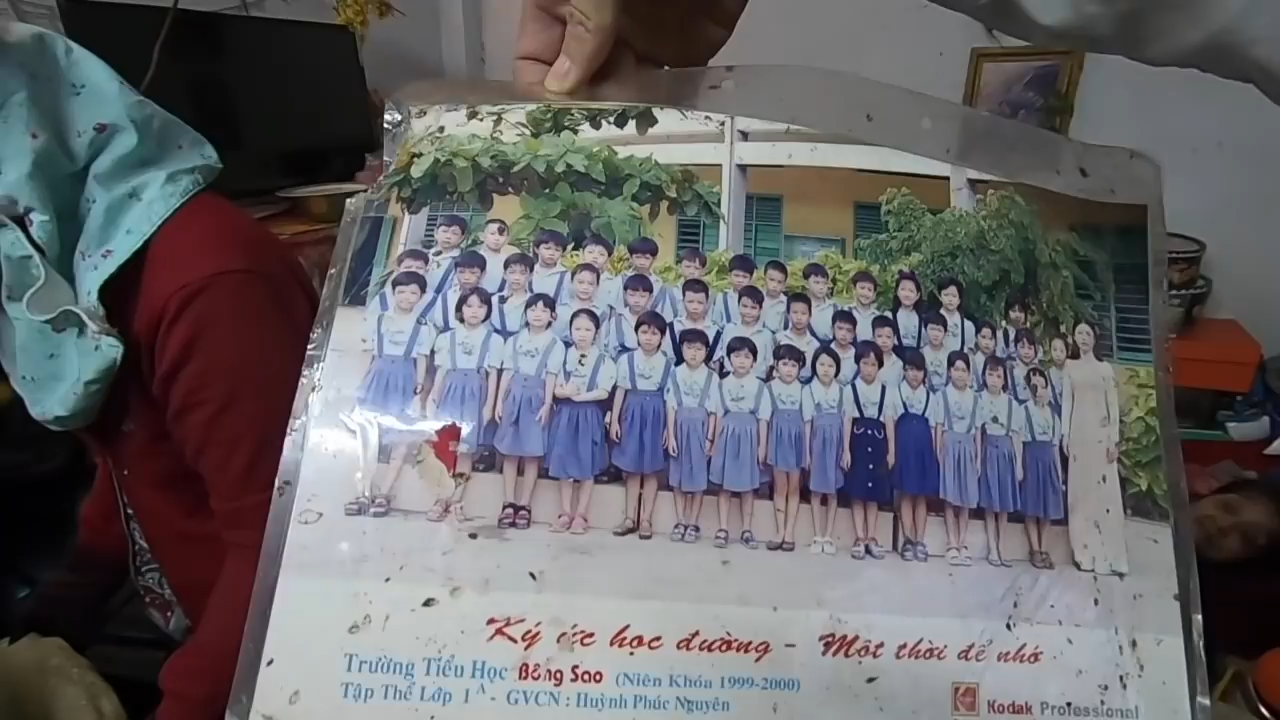 Ký ức học đường - Một thời để nhớ
Trường Tiểu Học Bông Sao (Niên Khóa 1999-2000)
Tập Thể Lớp 1 A - GVCN : Huỳnh Phúc Nguyên
Kodak Professional